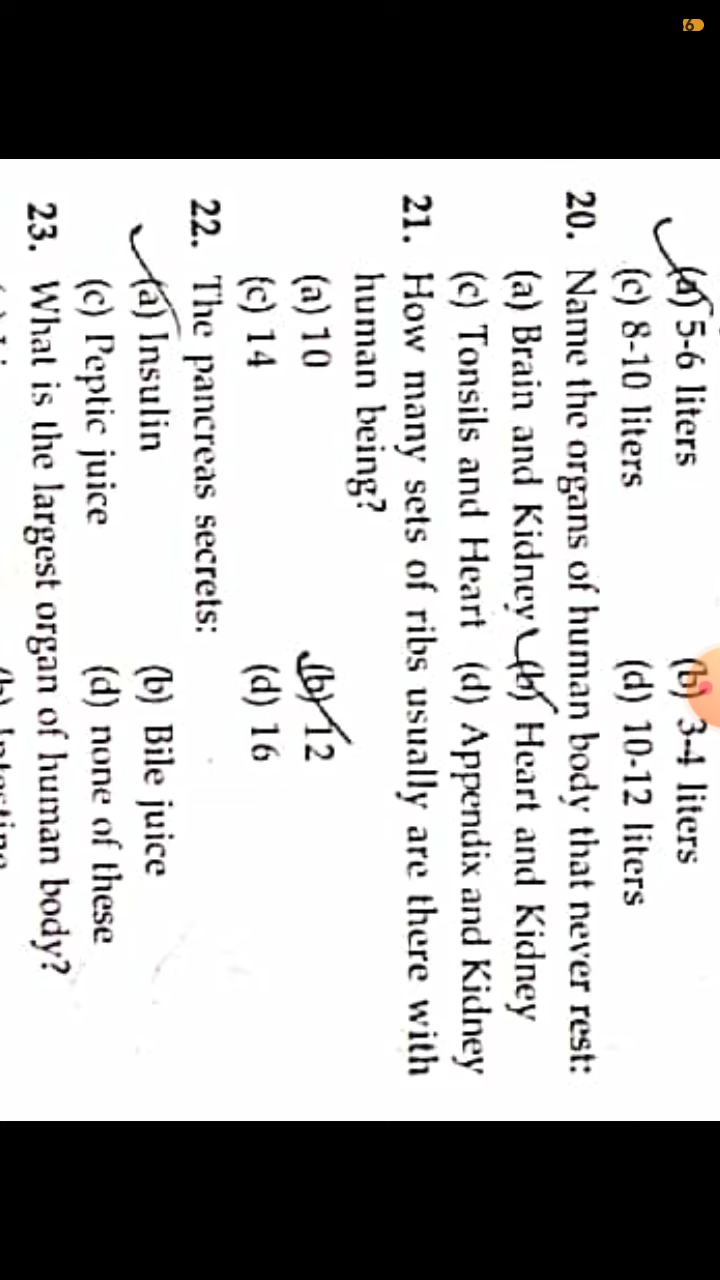 (a) 5-6 liters (b) 3-4 liters
(c) 8-10 liters (d) 10-12 liters
20. Name the organs of human body that never rest:
(a) Brain and Kidney (b) Heart and Kidney
(c) Tonsils and Heart (d) Appendix and Kidney
21. How many sets of ribs usually are there with
human being?
(a) 10 (b) 12
(c) 14 (d) 16
22. The pancreas secrets:
(a) Insulin (b) Bile juice
(c) Peptic juice (d) none of these
23. What is the largest organ of human body?